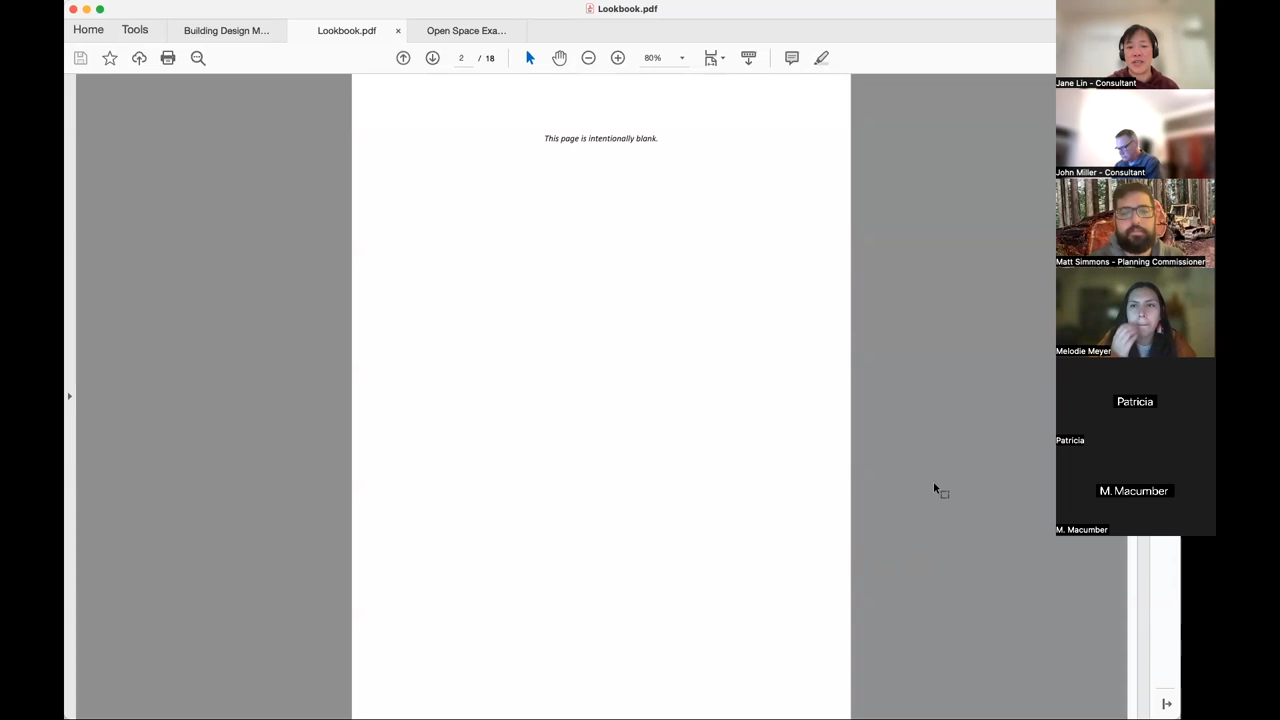 Lookbook.pdf
Home
Tools
Building Design M...
Lookbook.pdf
×
Open Space Exa...
2 / 18
80%
This page is intentionally blank.
Jane Lin - Consultant
John Miller - Consultant
Matt Simmons - Planning Commissioner
Melodie Meyer
Patricia
Patricia
M. Macumber
M. Macumber